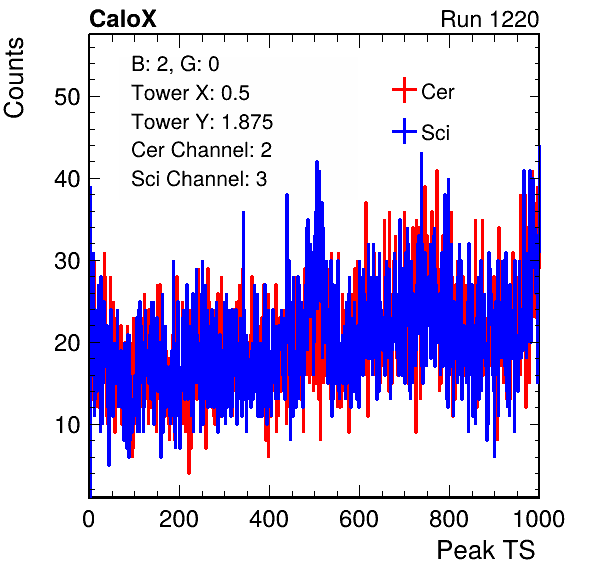 CaloX Run 1220
Counts
B: 2, G: 0
Tower X: 0.5
Tower Y: 1.875
Cer Channel: 2
Sci Channel: 3
Cer
Sci
50
40
30
20
10
0 200 400 600 800 1000
Peak TS